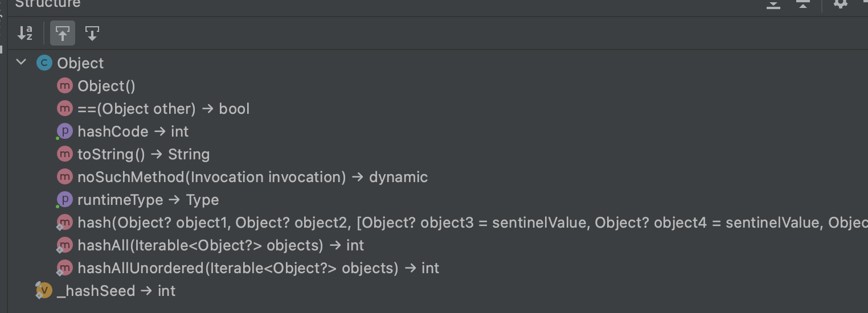 Structure
Object
Object()
==(Object other) → bool
hashCode → int
toString() → String
noSuchMethod(Invocation invocation) → dynamic
runtimeType → Type
hash(Object? object1, Object? object2, [Object? object3 = sentinelValue, Object? object4 = sentinelValue, Objec
hashAll(Iterable<Object?> objects) → int
hashAllUnordered(Iterable<Object?> objects) → int
_hashSeed → int